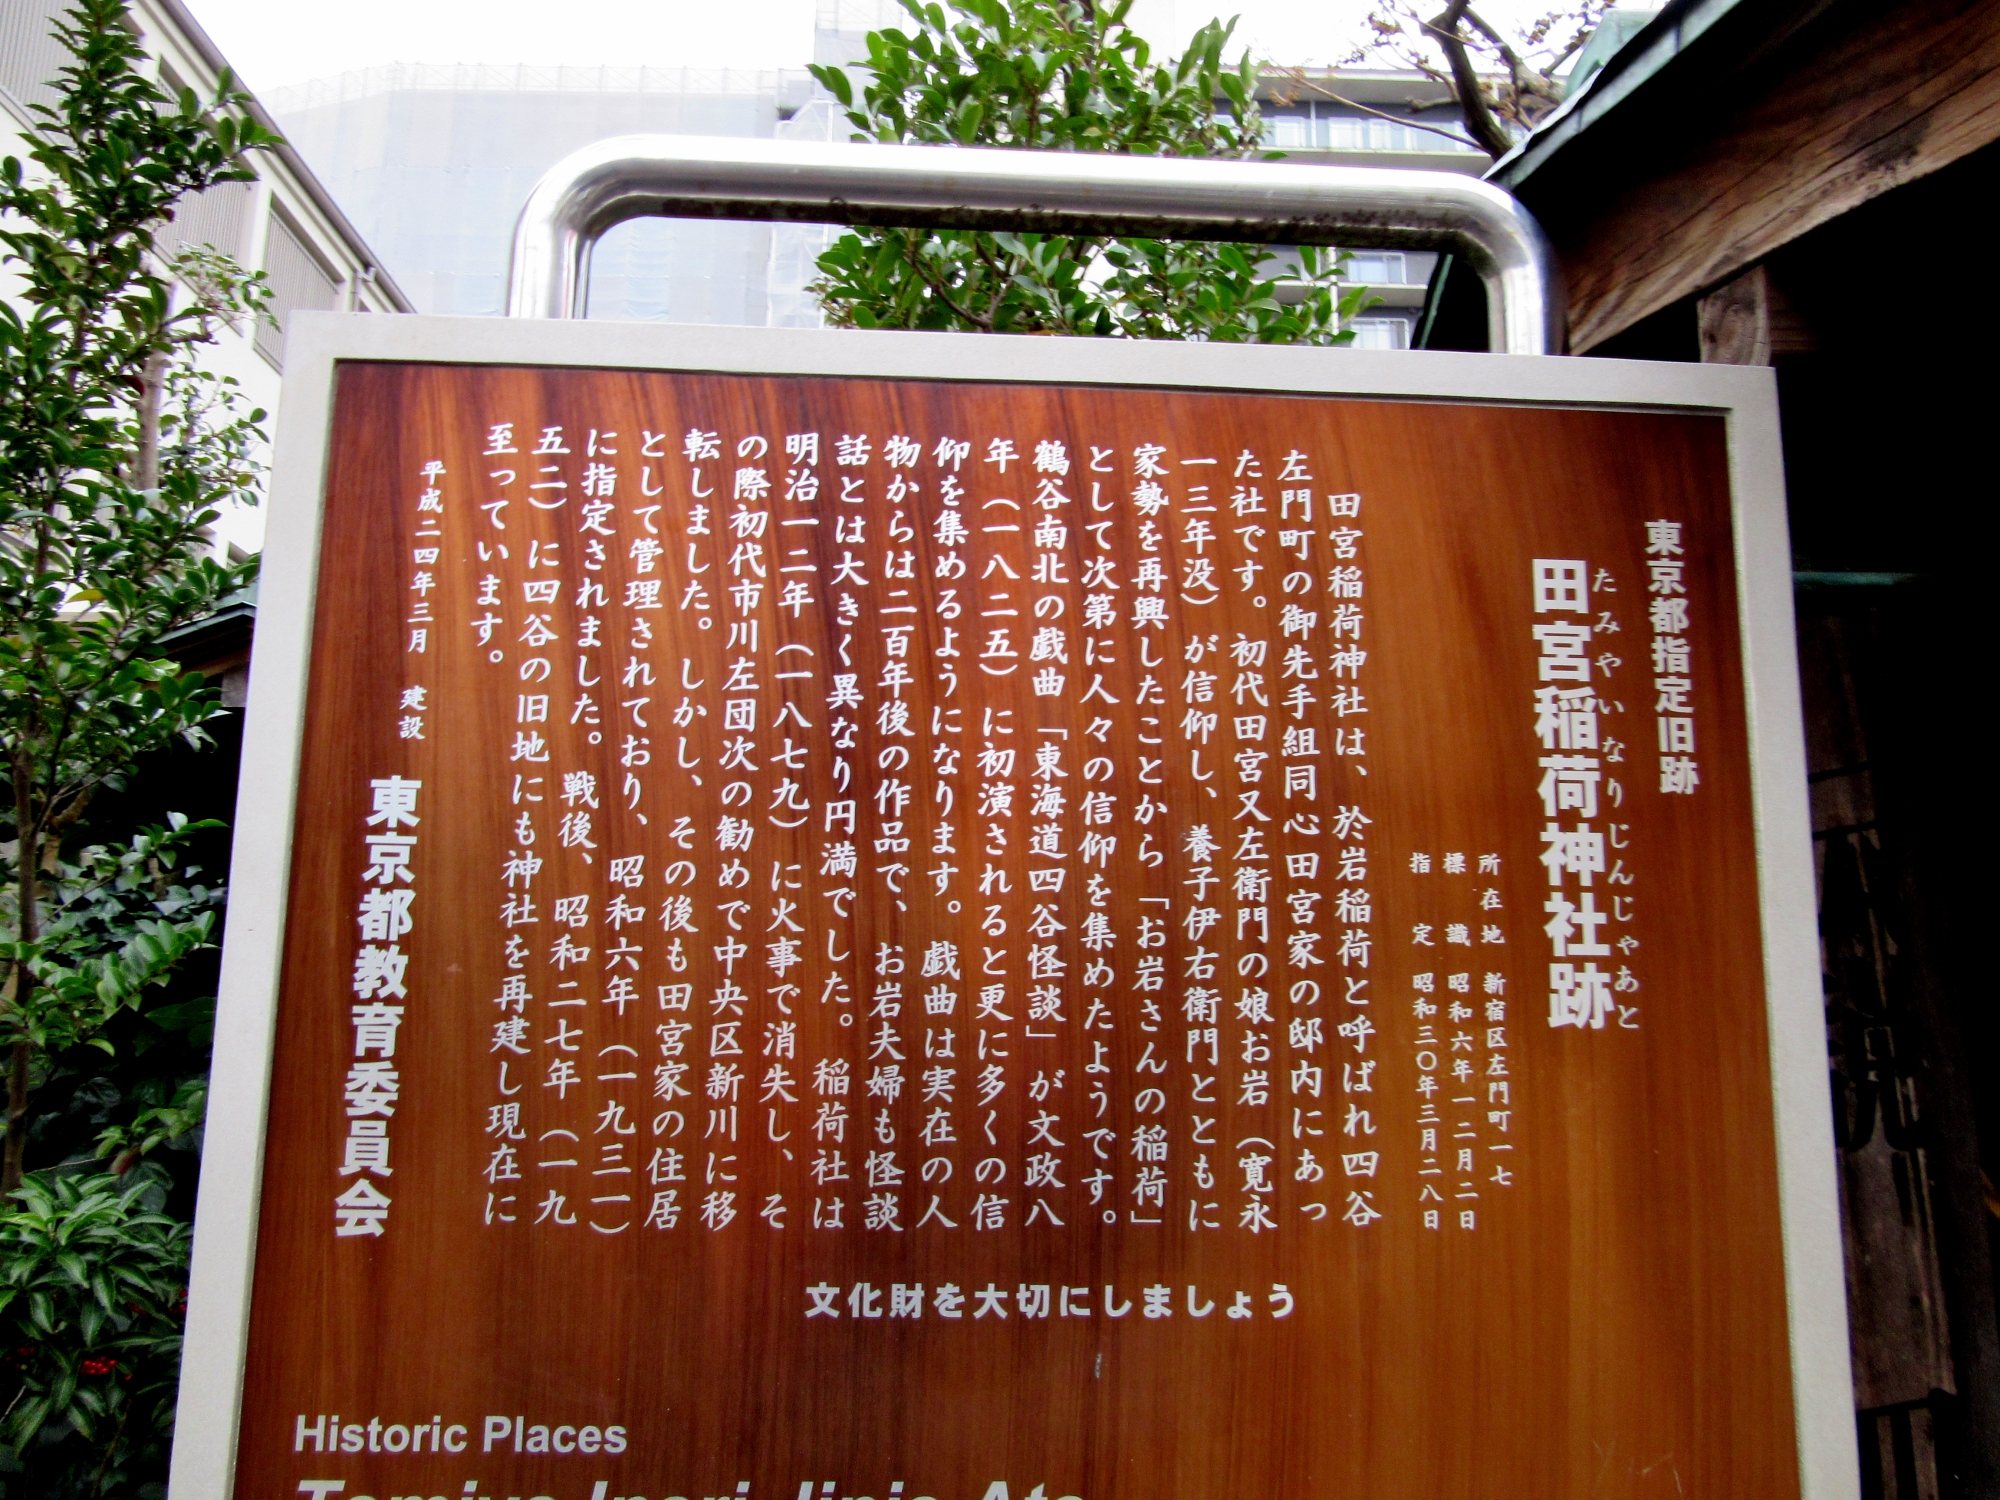 東京都指定旧跡
たみやいなりじんじゃあと
田宮稲荷神社跡
所在地 新宿区左門町一七
標識 昭和六年一二月二日
指定 昭和三〇年三月二八日
田宮稲荷神社は、於岩稲荷と呼ばれ四谷
左門町の御先手組同心田宮家の邸内にあっ
た社です。初代田宮又左衛門の娘お岩（寛永
一三年没）が信仰し、養子伊右衛門とともに
家勢を再興したことから「お岩さんの稲荷」
として次第に人々の信仰を集めたようです。
鶴谷南北の戯曲「東海道四谷怪談」が文政八
年（一八二五）に初演されると更に多くの信
仰を集めるようになります。戯曲は実在の人
物からは二百年後の作品で、お岩夫婦も怪談
話とは大きく異なり円満でした。稲荷社は
明治一二年（一八七九）に火事で消失し、そ
の際初代市川左団次の勧めで中央区新川に移
転しました。しかし、その後も田宮家の住居
として管理されており、昭和六年（一九三一）
に指定されました。戦後、昭和二七年（一九
五二）に四谷の旧地にも神社を再建し現在に
至っています。
平成二四年三月 建設
東京都教育委員会
文化財を大切にしましょう
Historic Places
Tamiya Inari Jinja Ato